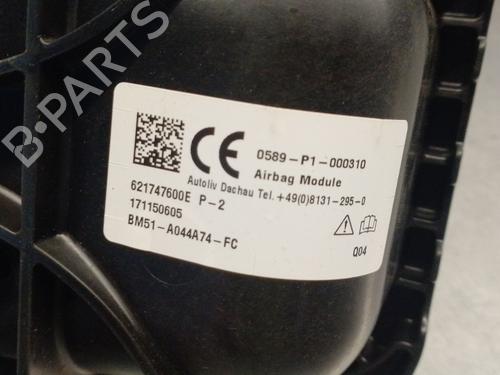 B-PARTS
CE
0589-P1-000310
Airbag Module
Autoliv Dachau Tel. +49(0)8131-295-0
621747600E P-2
171150605
BM51-A044A74-FC
Q04